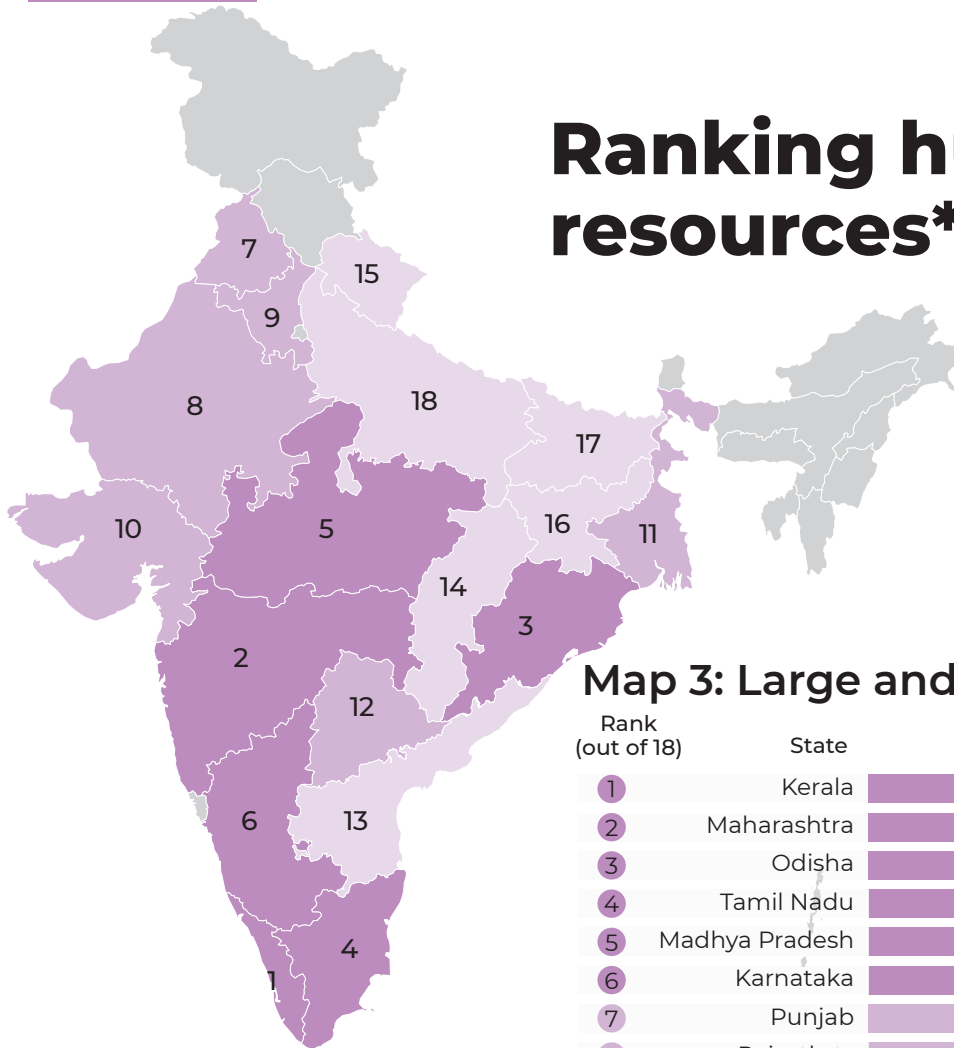 Ranking h
resources*
7
15
9
8
18
17
10
5
16
11
14
3
2
12
6
13
4
1
Map 3: Large and
Rank
(out of 18)
State
1 Kerala
2 Maharashtra
3 Odisha
4 Tamil Nadu
5 Madhya Pradesh
6 Karnataka
7 Punjab